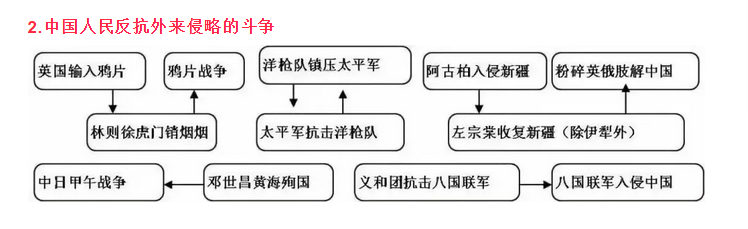 2.中国人民反抗外来侵略的斗争
英国输入鸦片
鸦片战争
洋枪队镇压太平军
阿古柏入侵新疆
粉碎英俄肢解中国
林则徐虎门销烟烟
太平军抗击洋枪队
左宗棠收复新疆（除伊犁外）
中日甲午战争
邓世昌黄海殉国
义和团抗击八国联军
八国联军入侵中国